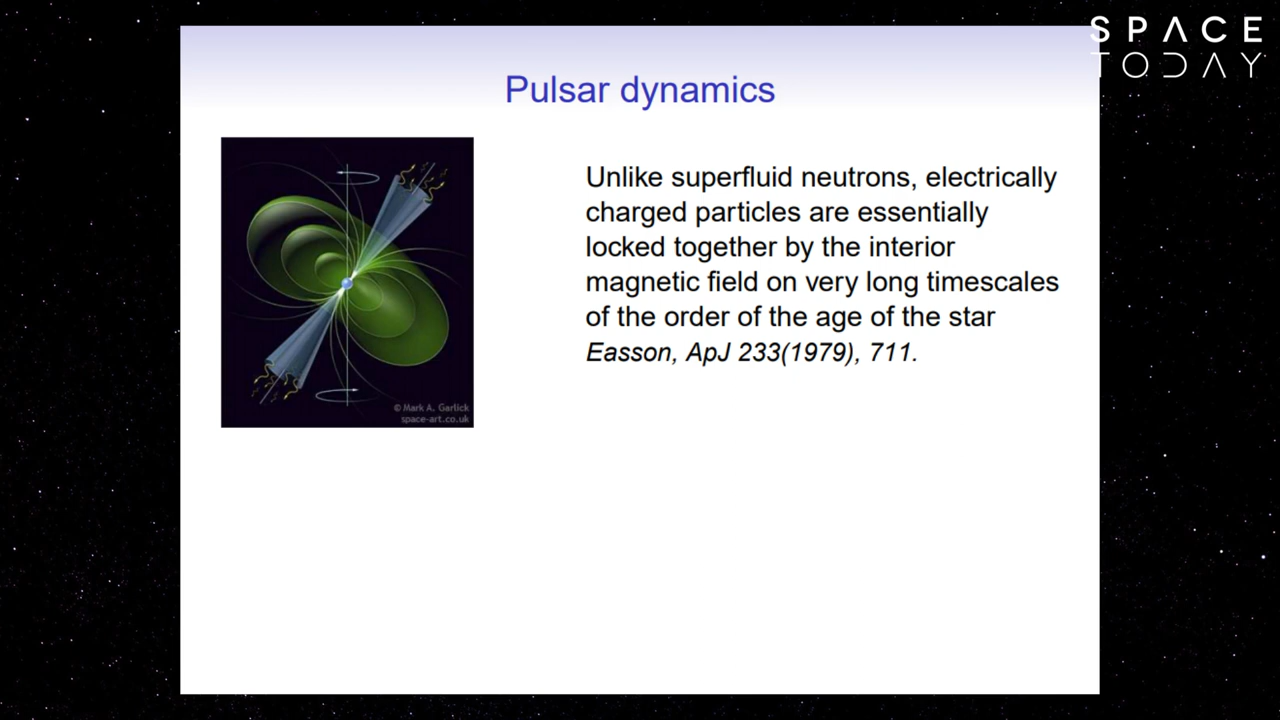 SPACE
TODAY
Pulsar dynamics
Unlike superfluid neutrons, electrically
charged particles are essentially
locked together by the interior
magnetic field on very long timescales
of the order of the age of the star
Easson, ApJ 233(1979), 711.
© Mark A. Garlick
space-art.co.uk